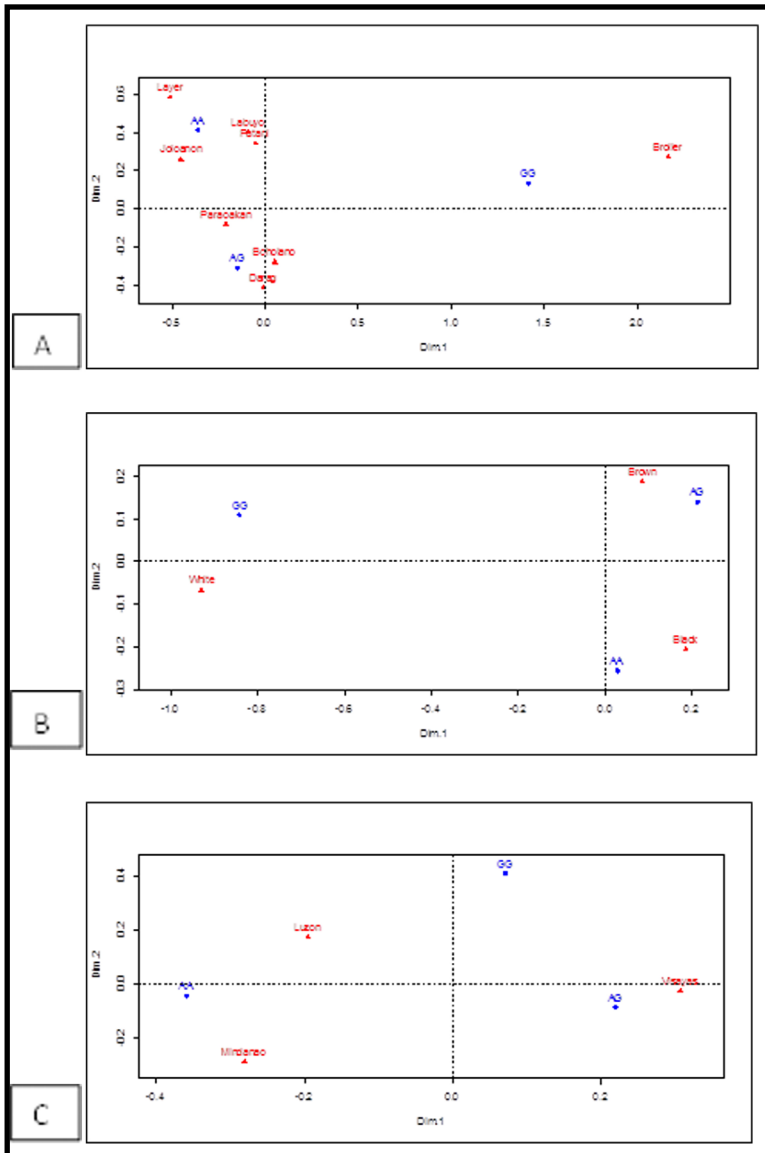 Layer
AA
Labuyo
Joloanon
Broiler
GG
Paraoakan
AG
Darag
0.6
0.4
0.2
0.0
-0.2
-0.4
Dim.2
-0.5
0.0
0.5
1.0
1.5
2.0
Dim.1
A
Brown
GG
AG
White
Black
AA
0.2
0.1
0.0
-0.1
-0.2
-0.3
Dim.2
-1.0
-0.8
-0.6
-0.4
-0.2
0.0
0.2
Dim.1
B
GG
Luzon
AA
Visayas
AG
Mindanao
0.4
0.2
0.0
-0.2
Dim.2
-0.4
-0.2
0.0
0.2
Dim.1
C